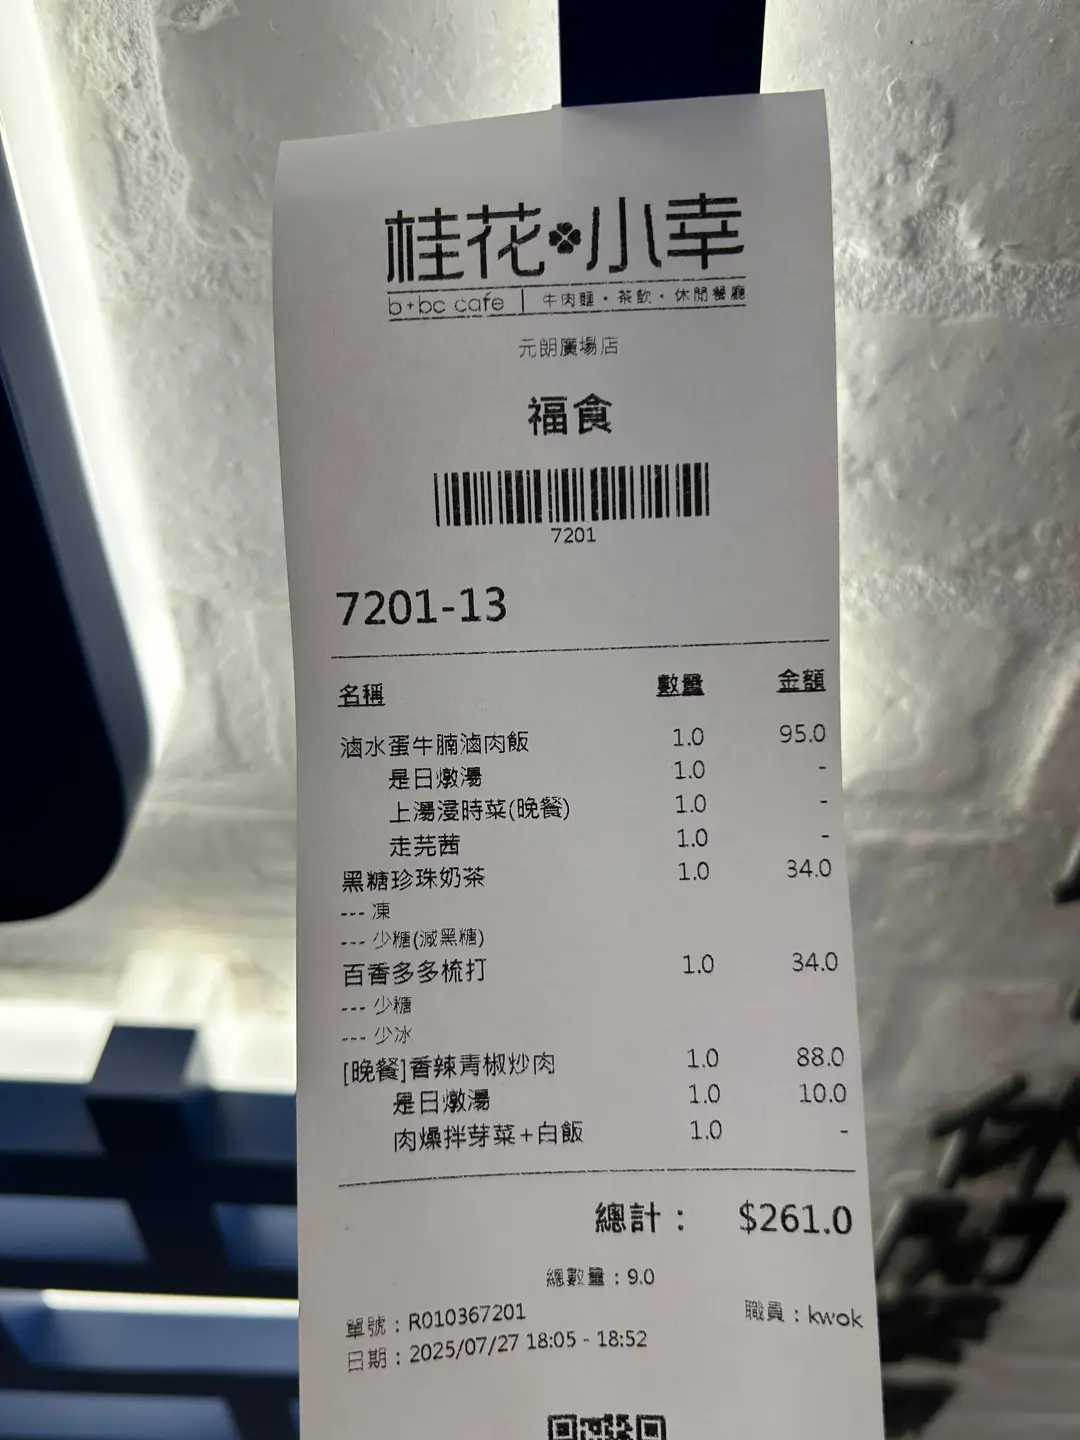 桂花小幸
b+bc cafe | 牛肉麵・茶飲・休閒餐廳
元朗廣場店
福食
7201
7201-13
名稱 數量 金額
滷水蛋牛腩滷肉飯 1.0 95.0
是日燉湯 1.0 -
上湯浸時菜(晚餐) 1.0 -
走芫茜 1.0 -
黑糖珍珠奶茶 1.0 34.0
--- 凍
--- 少糖(減黑糖)
百香多多梳打 1.0 34.0
--- 少糖
--- 少冰
[晚餐]香辣青椒炒肉 1.0 88.0
是日燉湯 1.0 10.0
肉燥拌芽菜+白飯 1.0 -
總計： $261.0
總數量：9.0
單號：R010367201 職員：kwok
日期：2025/07/27 18:05 - 18:52